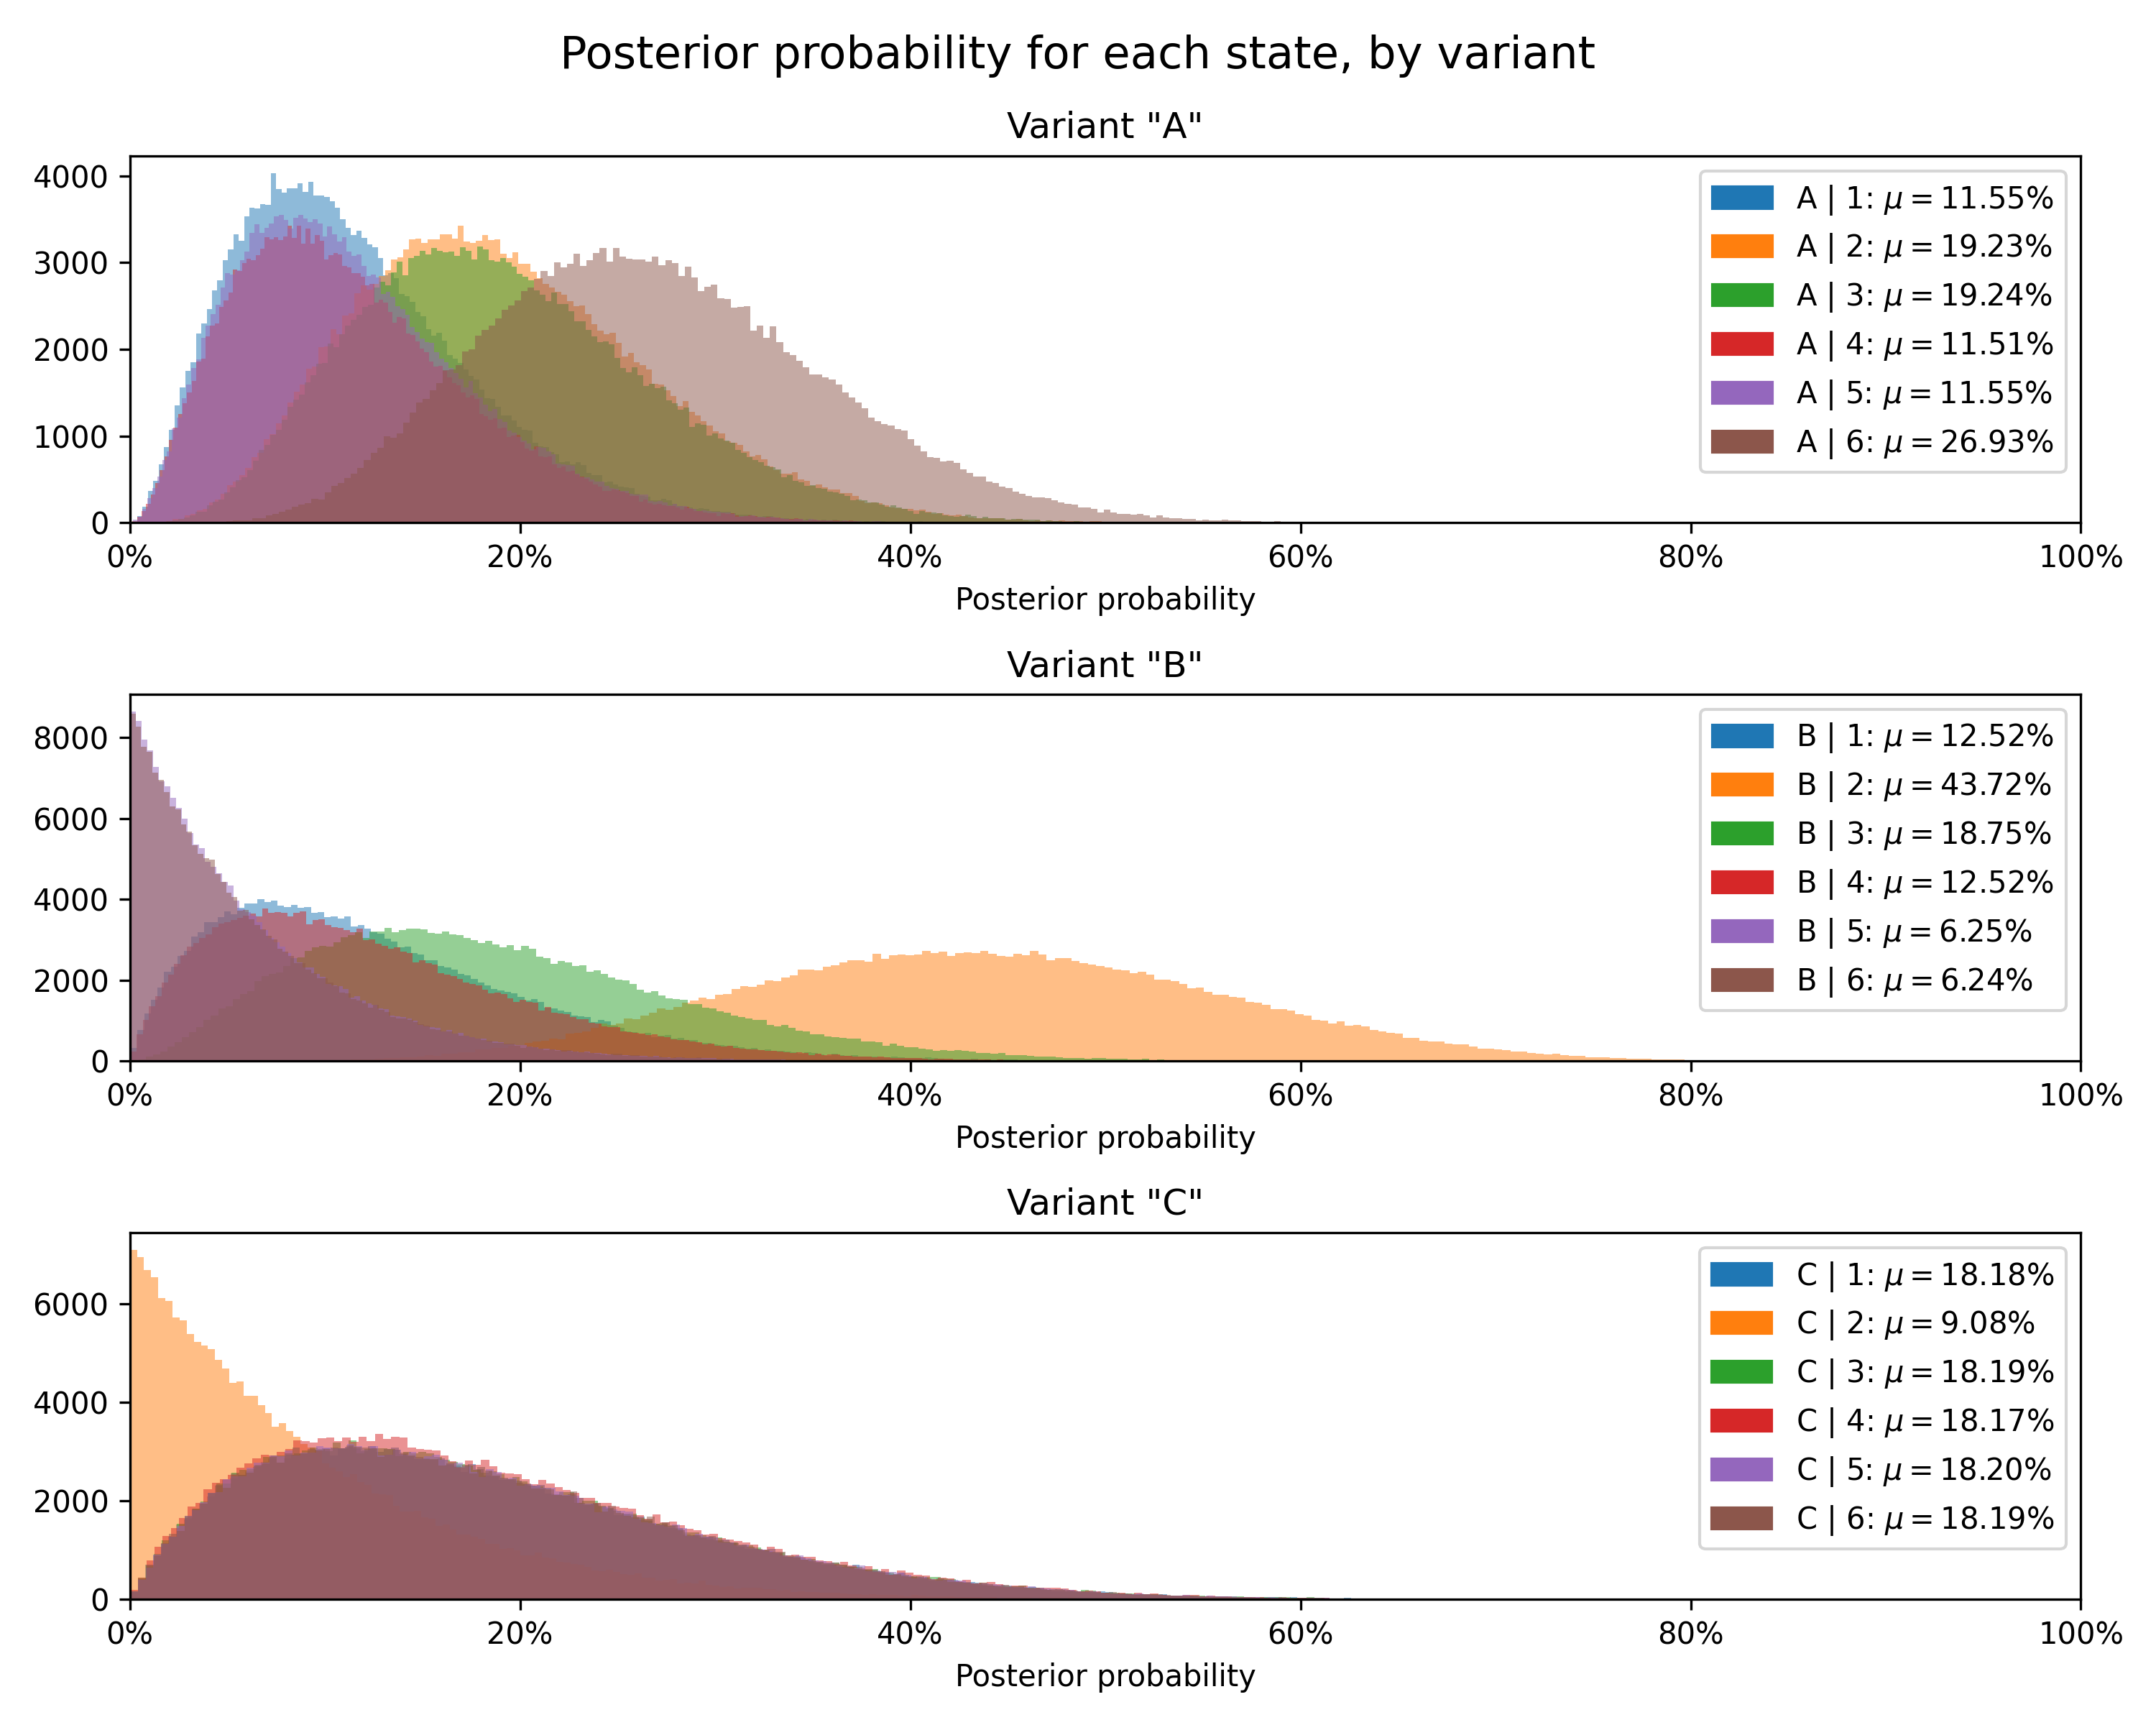 Posterior probability for each state, by variant
Variant "A"
4000
3000
2000
1000
0
0% 20% 40% 60% 80% 100%
Posterior probability
A | 1: μ = 11.55%
A | 2: μ = 19.23%
A | 3: μ = 19.24%
A | 4: μ = 11.51%
A | 5: μ = 11.55%
A | 6: μ = 26.93%
Variant "B"
8000
6000
4000
2000
0
0% 20% 40% 60% 80% 100%
Posterior probability
B | 1: μ = 12.52%
B | 2: μ = 43.72%
B | 3: μ = 18.75%
B | 4: μ = 12.52%
B | 5: μ = 6.25%
B | 6: μ = 6.24%
Variant "C"
6000
4000
2000
0
0% 20% 40% 60% 80% 100%
Posterior probability
C | 1: μ = 18.18%
C | 2: μ = 9.08%
C | 3: μ = 18.19%
C | 4: μ = 18.17%
C | 5: μ = 18.20%
C | 6: μ = 18.19%